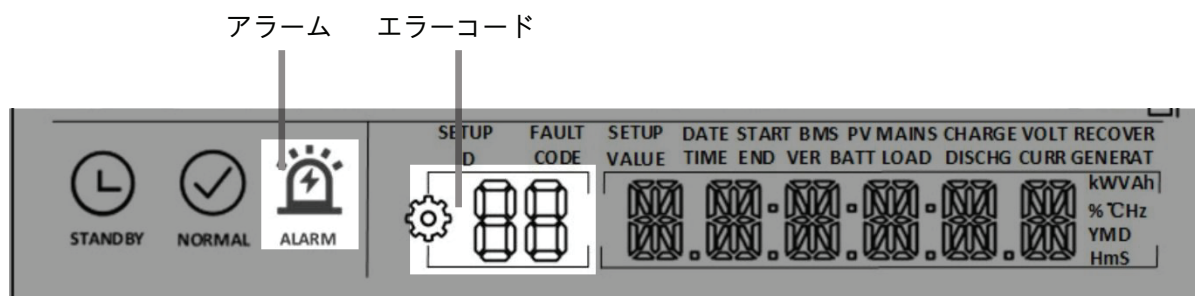 アラーム エラーコード
SETUP FAULT SETUP DATE START BMS PV MAINS CHARGE VOLT RECOVER
ID CODE VALUE TIME END VER BATT LOAD DISCHG CURR GENERAT
kWVAh
% ℃Hz
YMD
HmS
STANDBY NORMAL ALARM